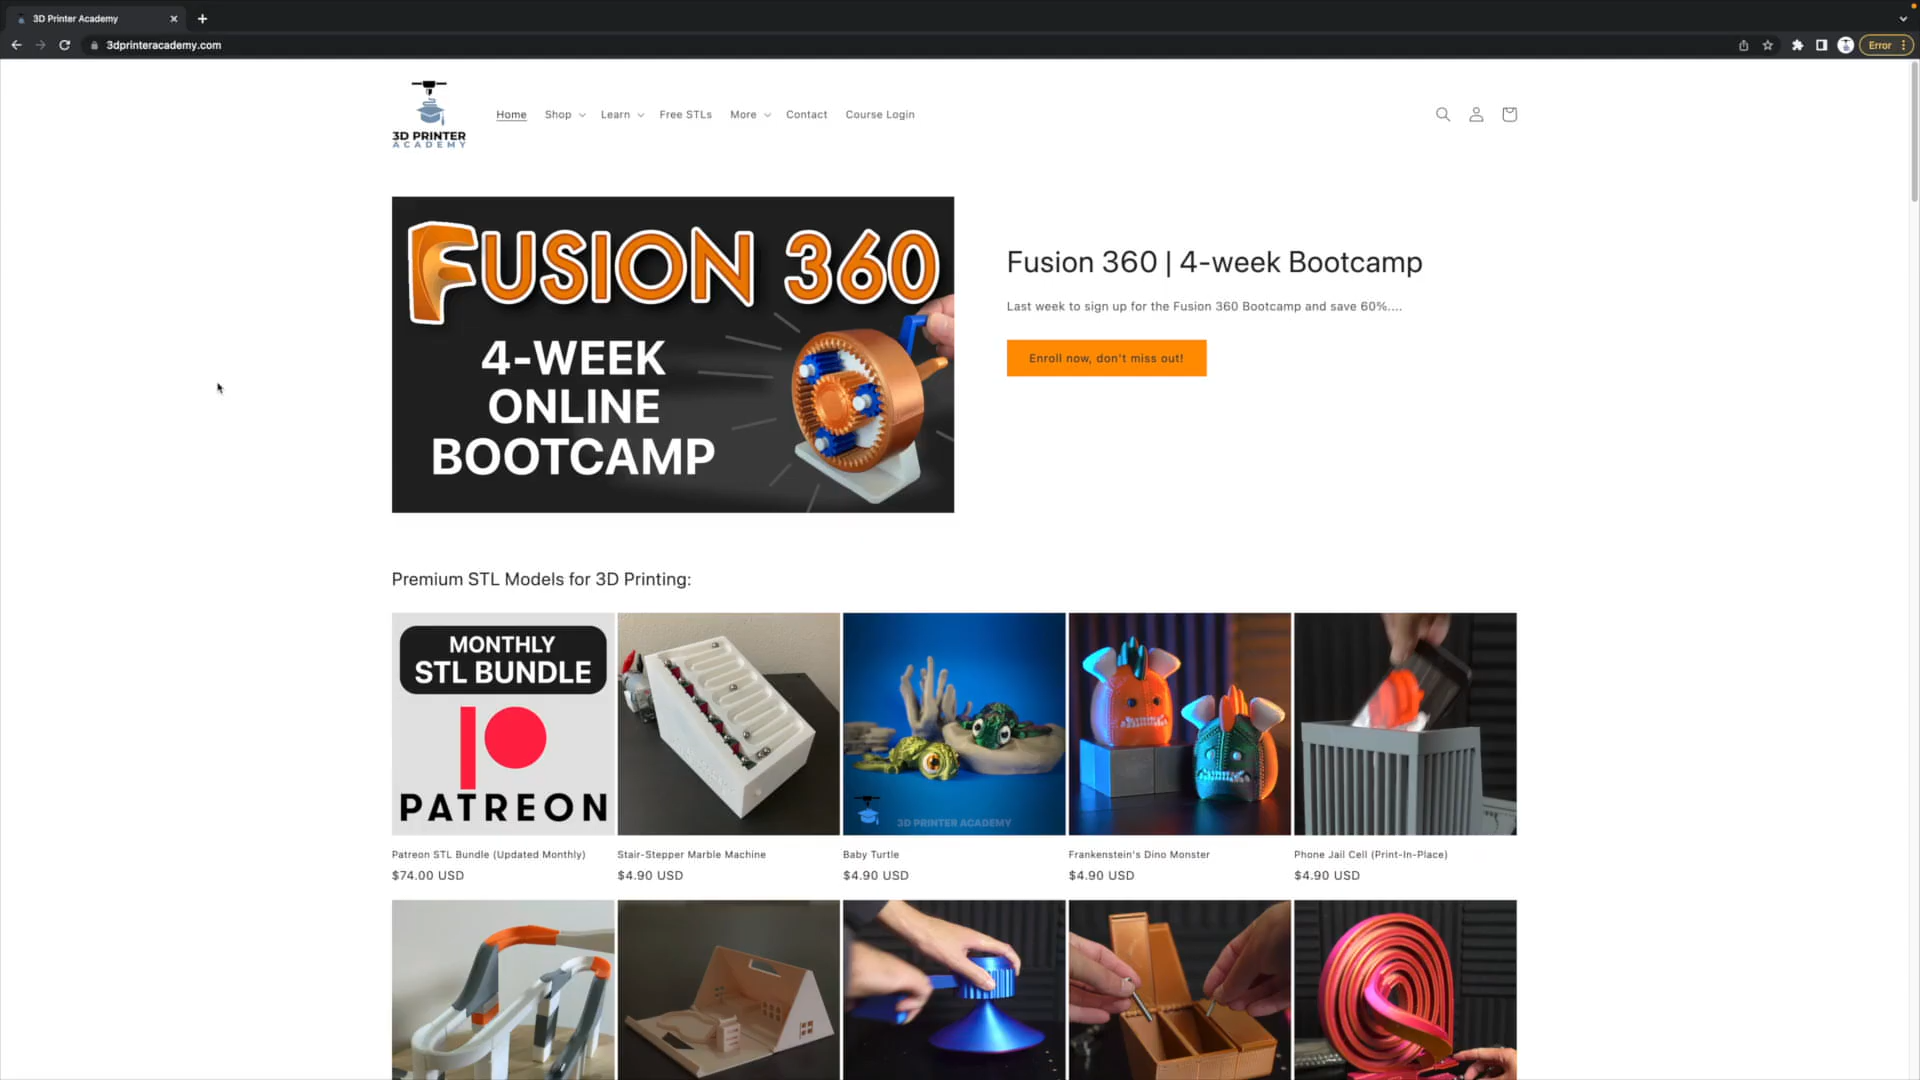 3D Printer Academy
3dprinteracademy.com
Error
3D PRINTER
ACADEMY
Home
Shop
Learn
Free STLs
More
Contact
Course Login
FUSION 360
4-WEEK
ONLINE
BOOTCAMP
Fusion 360 | 4-week Bootcamp
Last week to sign up for the Fusion 360 Bootcamp and save 60%....
Enroll now, don't miss out!
Premium STL Models for 3D Printing:
MONTHLY
STL BUNDLE
PATREON
3D PRINTER ACADEMY
Patreon STL Bundle (Updated Monthly)
$74.00 USD
Stair-Stepper Marble Machine
$4.90 USD
Baby Turtle
$4.90 USD
Frankenstein's Dino Monster
$4.90 USD
Phone Jail Cell (Print-In-Place)
$4.90 USD